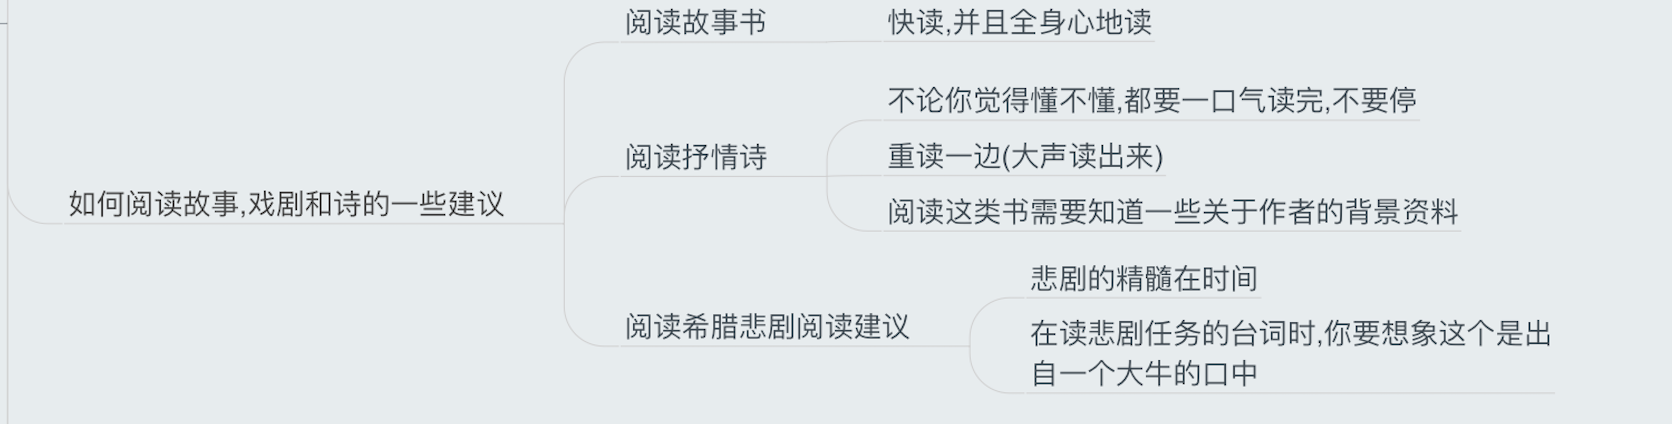 阅读故事书
快读,并且全身心地读
不论你觉得懂不懂,都要一口气读完,不要停
阅读抒情诗
重读一边(大声读出来)
如何阅读故事,戏剧和诗的一些建议
阅读这类书需要知道一些关于作者的背景资料
悲剧的精髓在时间
阅读希腊悲剧阅读建议
在读悲剧任务的台词时,你要想象这个是出
自一个大牛的口中